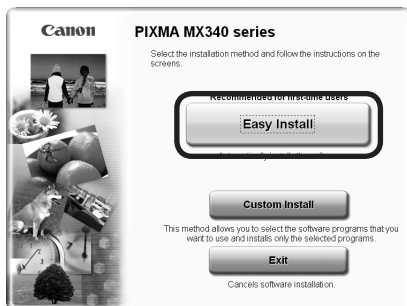 Canon
PIXMA MX340 series
Select the installation method and follow the instructions on the
screens.
Recommended for first-time users
Easy Install
Custom Install
This method allows you to select the software programs that you
want to use and installs only the selected programs.
Exit
Cancels software installation.